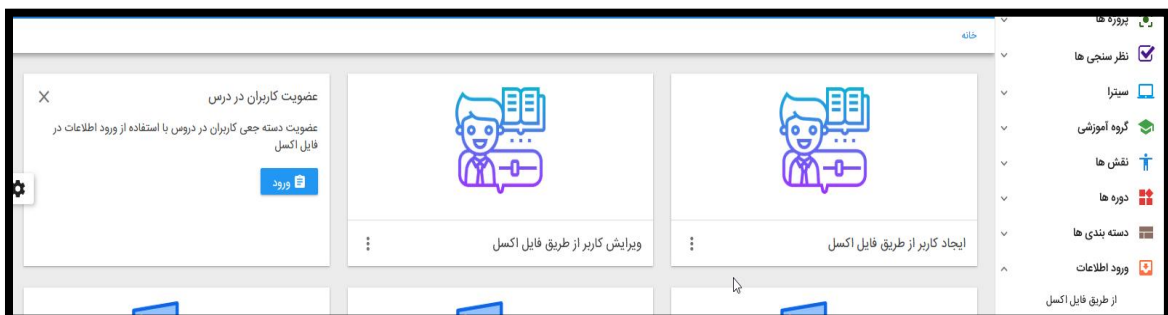 پروژه ها
نظر سنجی ها
سیترا
گروه آموزشی
نقش ها
دوره ها
دسته بندی ها
ورود اطلاعات
از طریق فایل اکسل
خانه
ایجاد کاربر از طریق فایل اکسل
ویرایش کاربر از طریق فایل اکسل
عضویت کاربران در درس
عضویت دسته جعی کاربران در دروس با استفاده از ورود اطلاعات در
فایل اکسل
ورود